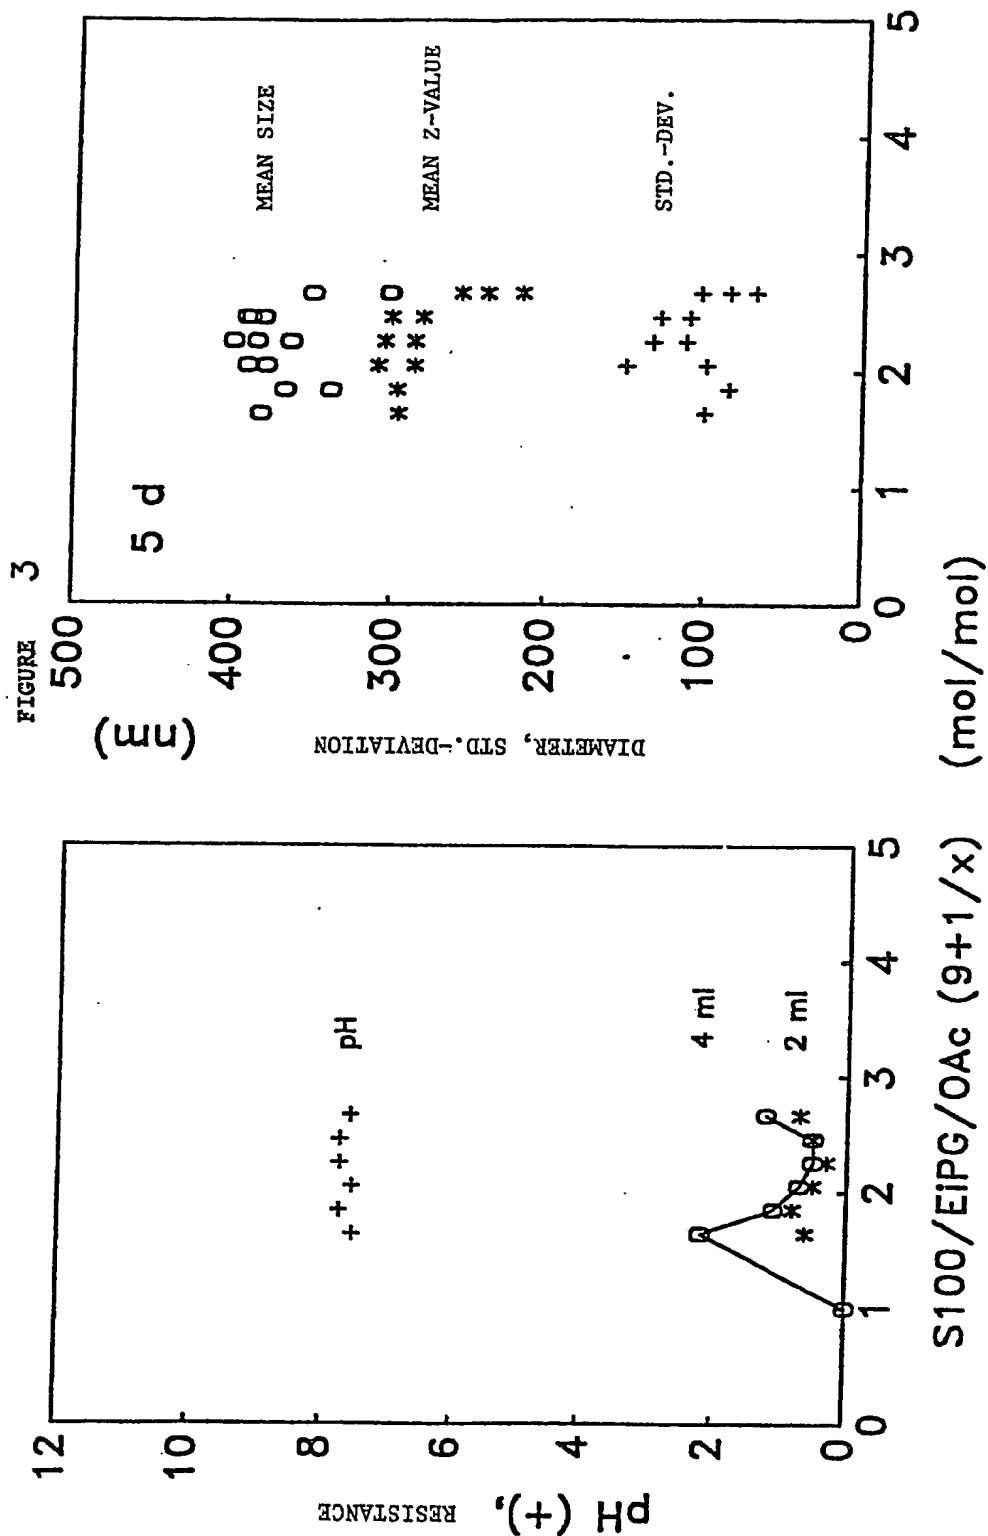 FIGURE 3
(nm)
DIAMETER, STD.-DEVIATION
500
400
300
200
100
0
5 d
MEAN SIZE
MEAN Z-VALUE
STD.-DEV.
0 1 2 3 4 5
(mol/mol)
pH (+), RESISTANCE
12
10
8
6
4
2
0
pH
4 ml
2 ml
0 1 2 3 4 5
S100/EiPG/OAc (9+1/x)